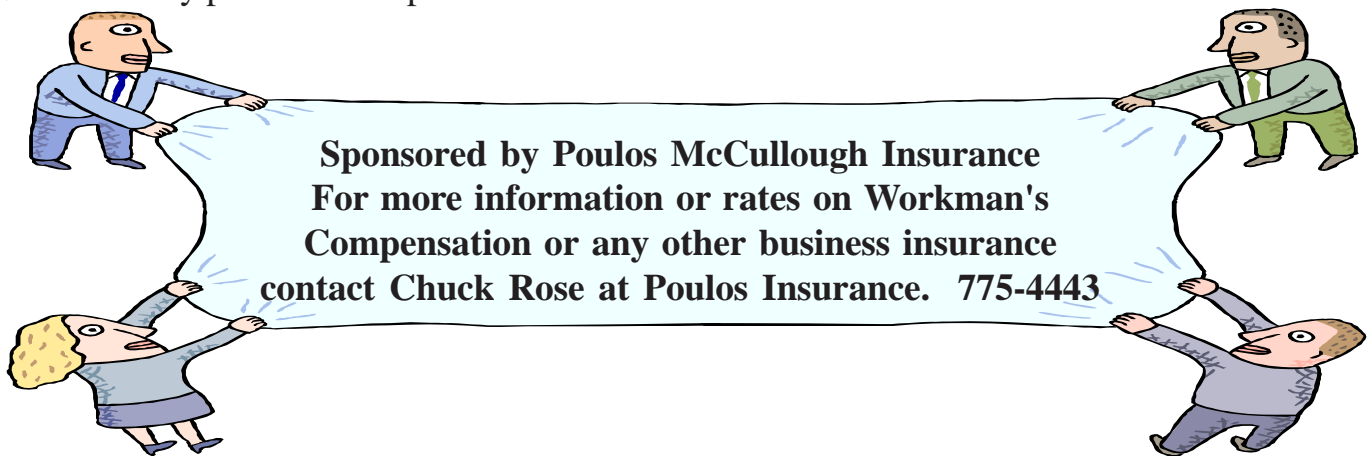 Sponsored by Poulos McCullough Insurance
For more information or rates on Workman's
Compensation or any other business insurance
contact Chuck Rose at Poulos Insurance.  775-4443